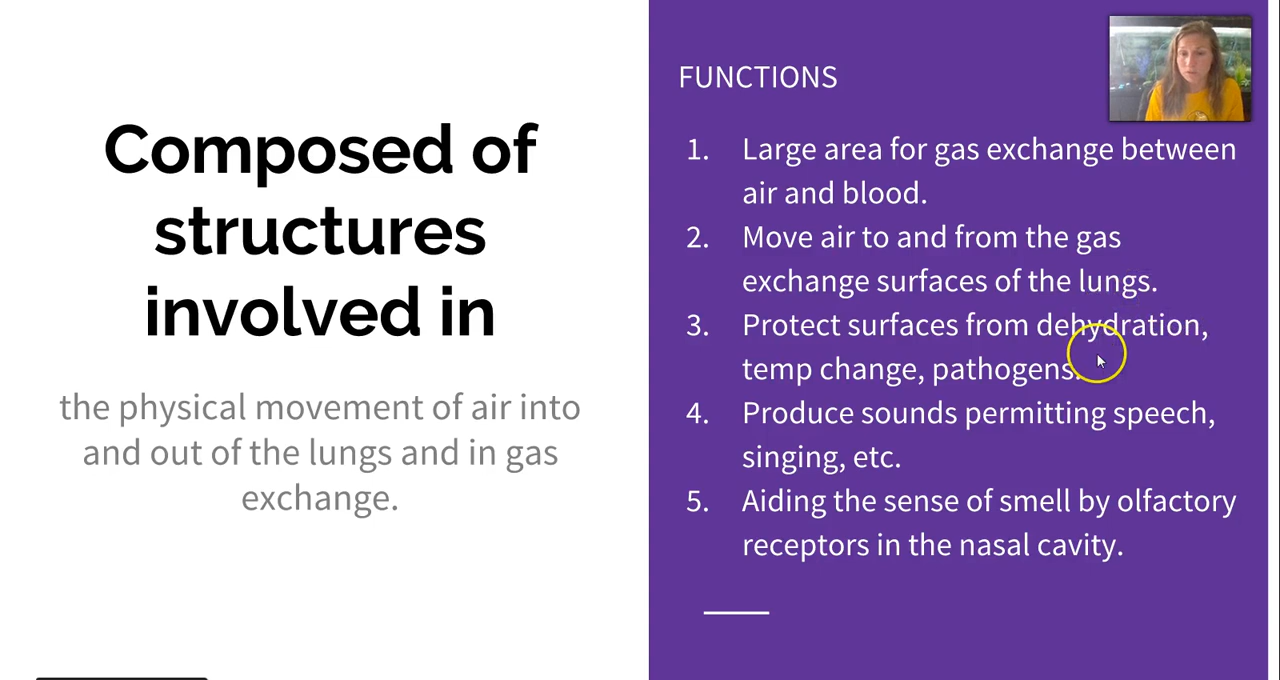 Composed of
structures
involved in
the physical movement of air into
and out of the lungs and in gas
exchange.
FUNCTIONS
1. Large area for gas exchange between
air and blood.
2. Move air to and from the gas
exchange surfaces of the lungs.
3. Protect surfaces from dehydration,
temp change, pathogens.
4. Produce sounds permitting speech,
singing, etc.
5. Aiding the sense of smell by olfactory
receptors in the nasal cavity.